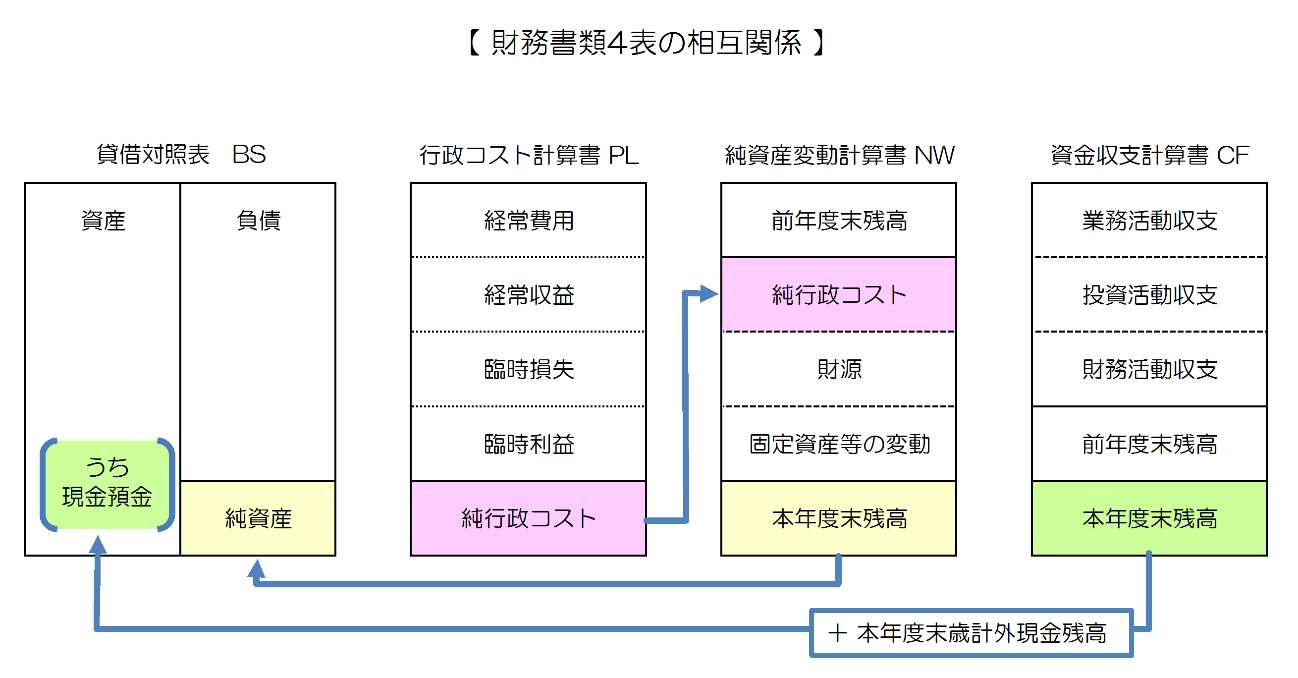 【 財務書類4表の相互関係 】
貸借対照表 BS
資産
負債
うち
現金預金
純資産
行政コスト計算書 PL
経常費用
経常収益
臨時損失
臨時利益
純行政コスト
純資産変動計算書 NW
前年度末残高
純行政コスト
財源
固定資産等の変動
本年度末残高
資金収支計算書 CF
業務活動収支
投資活動収支
財務活動収支
前年度末残高
本年度末残高
＋ 本年度末歳計外現金残高